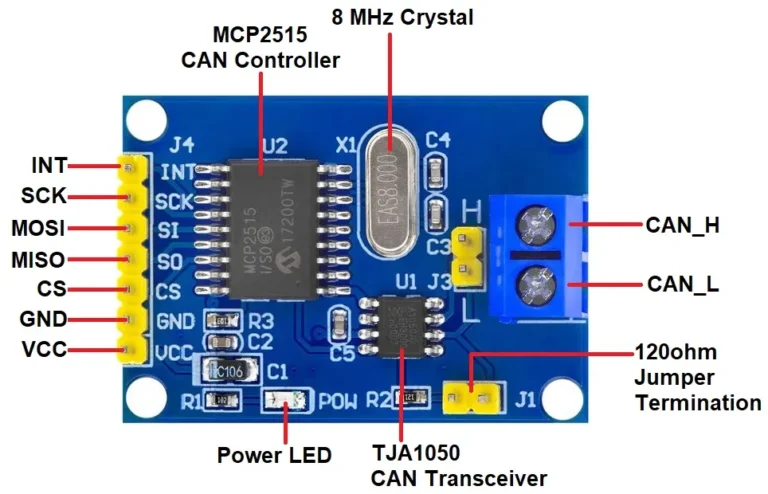 8 MHz Crystal
MCP2515
CAN Controller
J4
U2
X1
C4
INT
INT
SCK
SCK
MOSI
SI
MISO
SO
CS
CS
GND
GND
VCC
VCC
MCP2515
I/SO
17200TW
EAS8.000
H
C3
J3
L
CAN_H
CAN_L
U1
R3
C2
C5
C106
C1
R1
102
POW
R2
121
J1
120ohm
Jumper
Termination
Power LED
TJA1050
CAN Transceiver